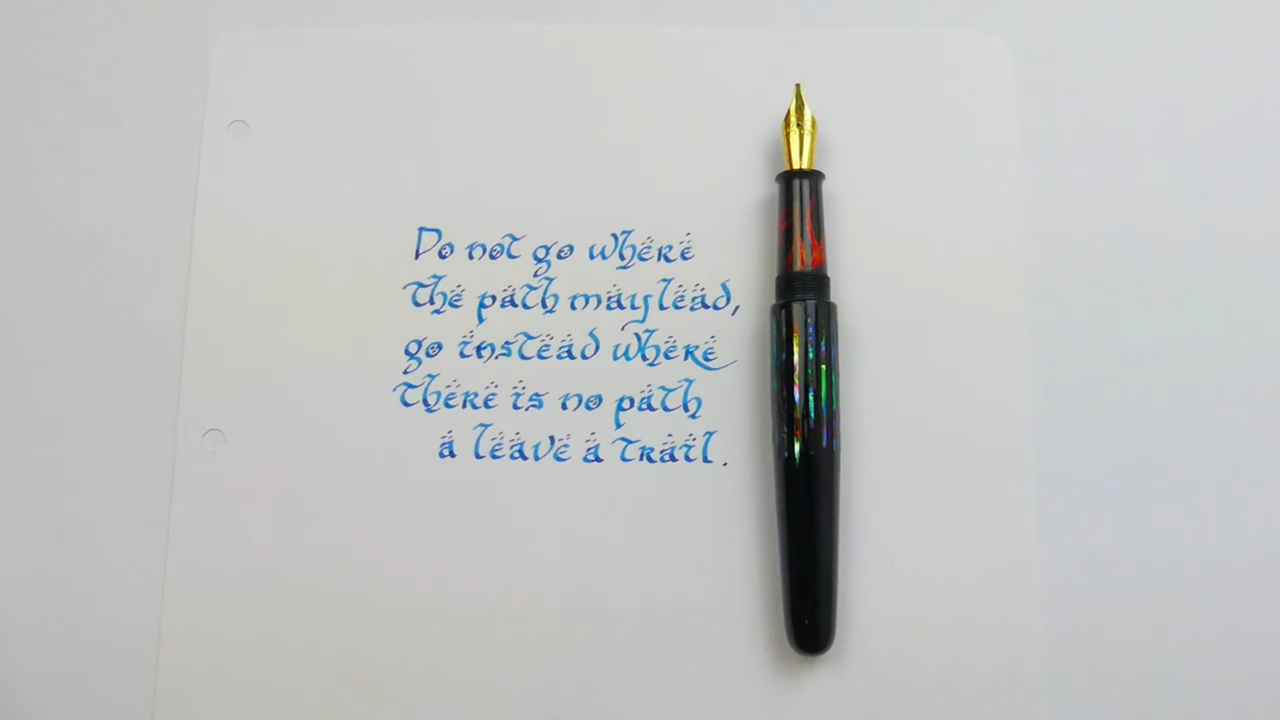 Do not go where
the path may lead,
go instead where
there is no path
a leave a trail.